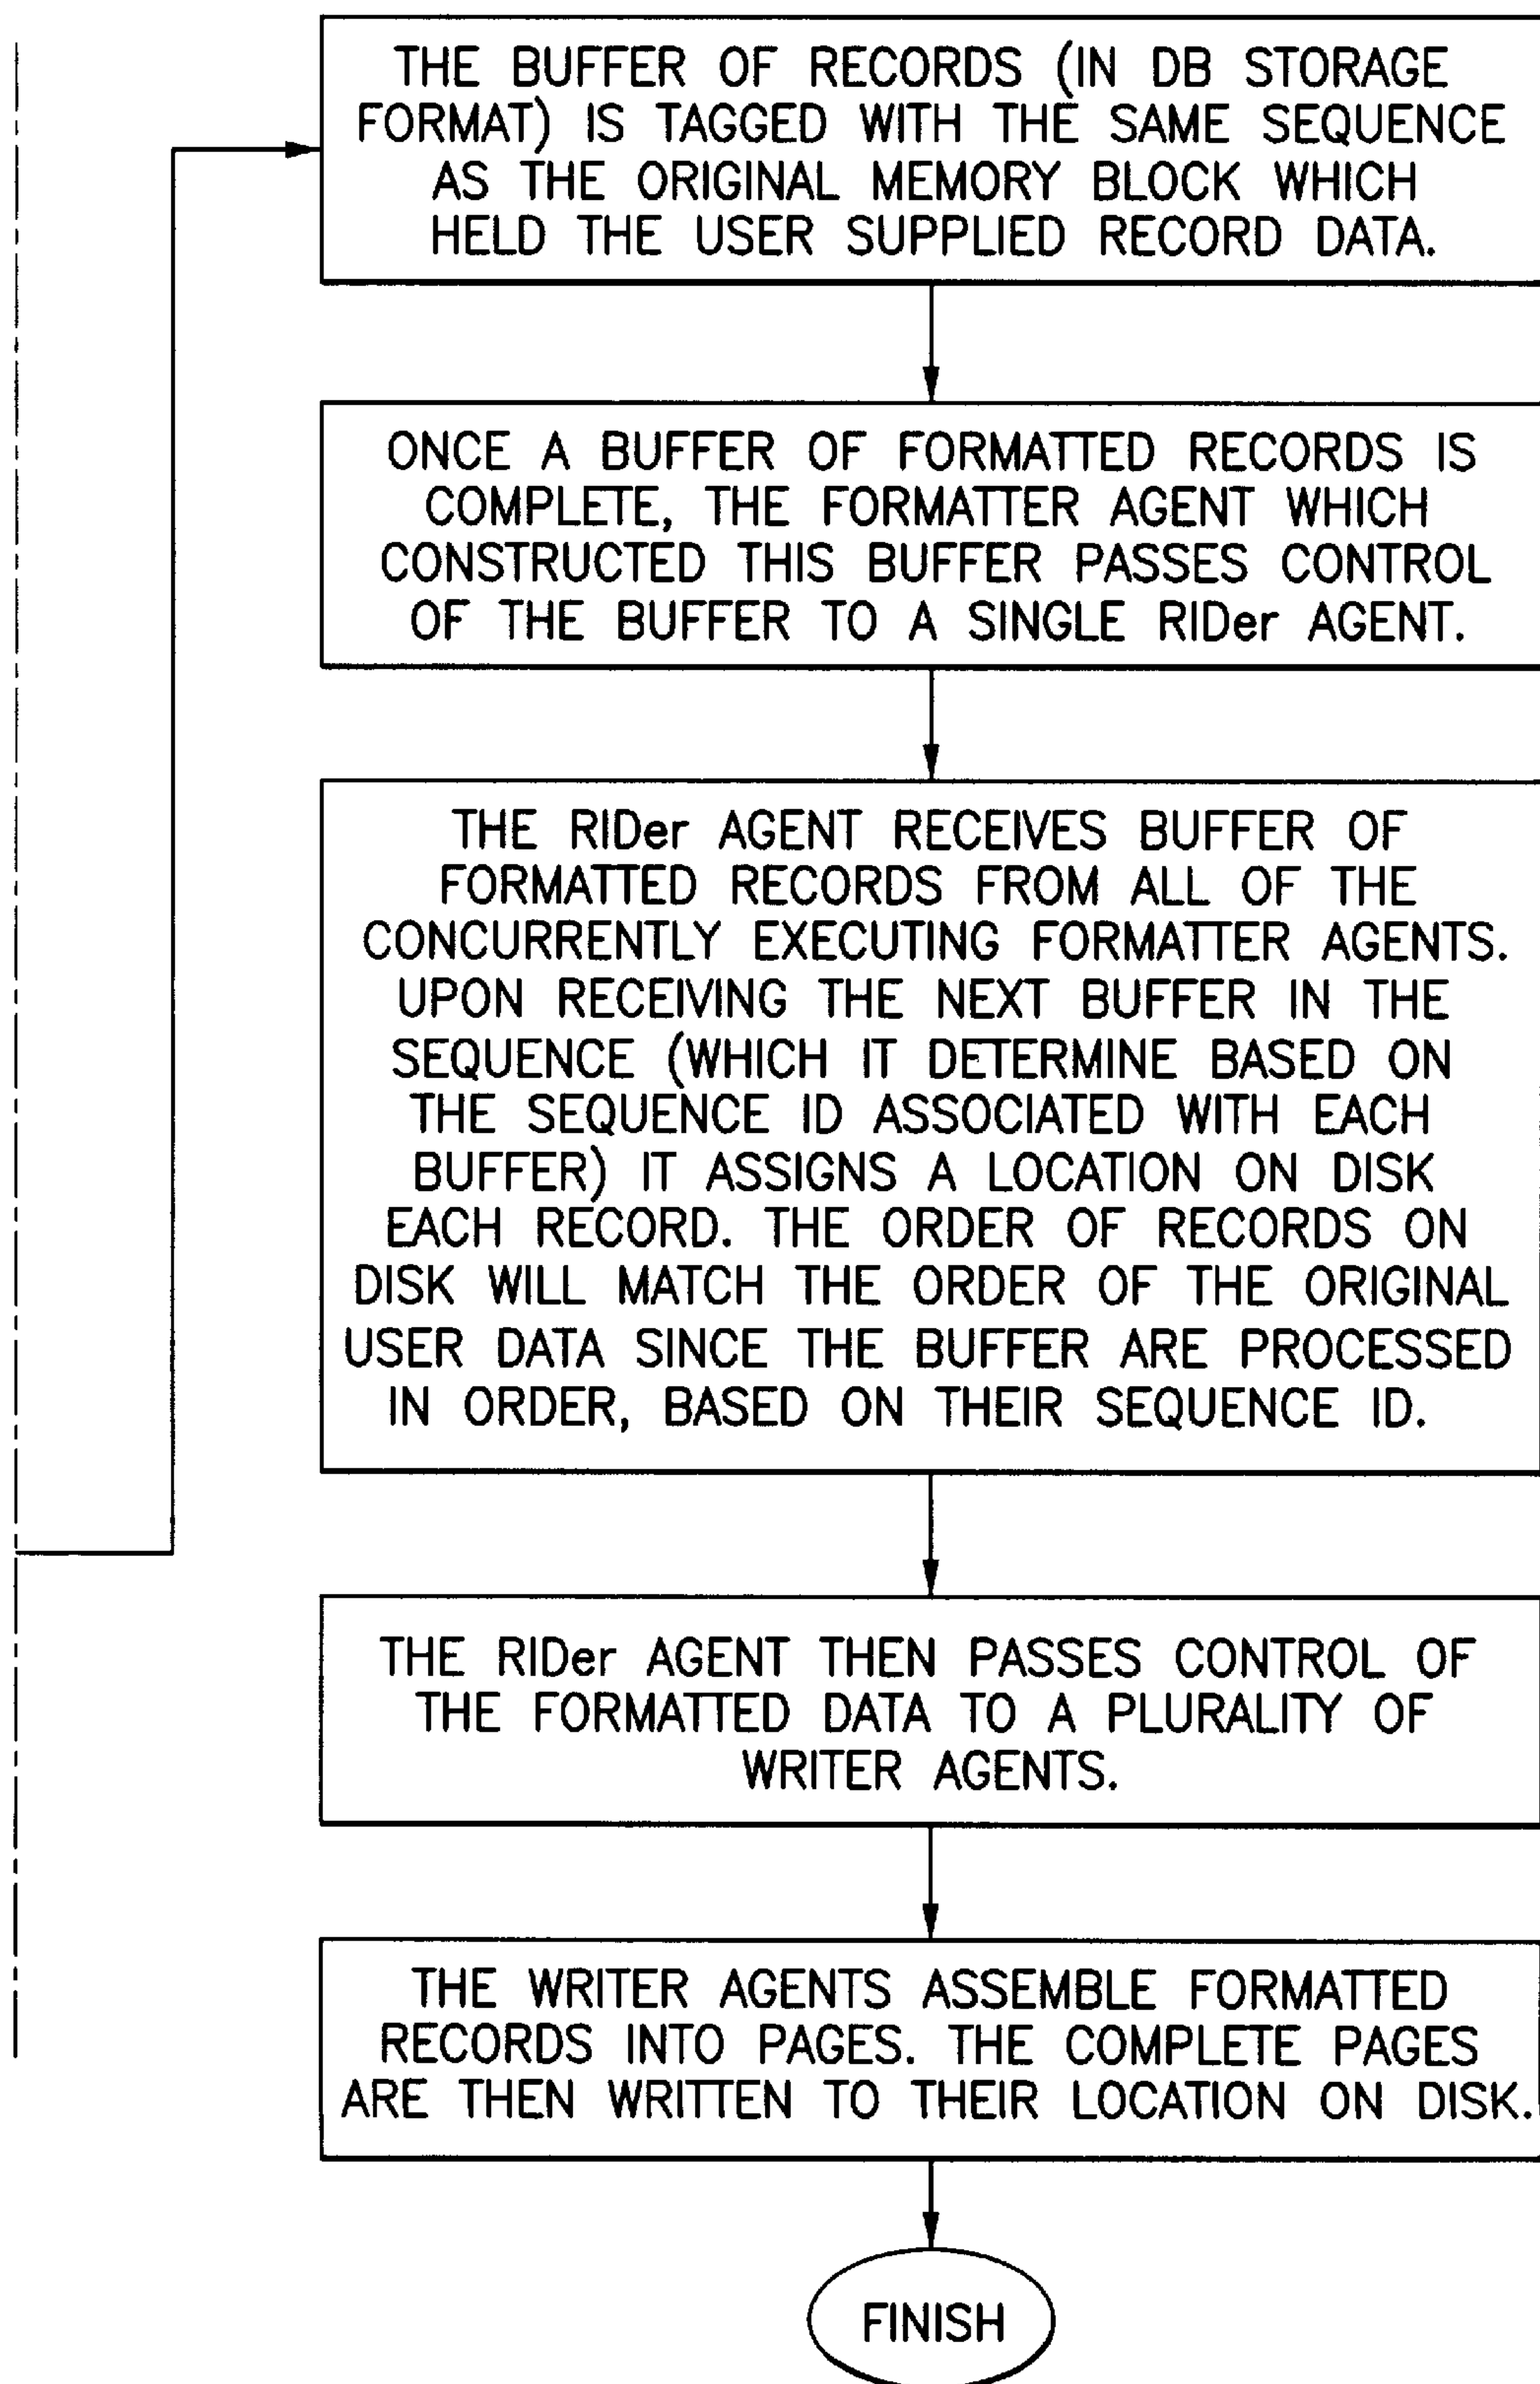 THE BUFFER OF RECORDS (IN DB STORAGE
FORMAT) IS TAGGED WITH THE SAME SEQUENCE
AS THE ORIGINAL MEMORY BLOCK WHICH
HELD THE USER SUPPLIED RECORD DATA.
ONCE A BUFFER OF FORMATTED RECORDS IS
COMPLETE, THE FORMATTER AGENT WHICH
CONSTRUCTED THIS BUFFER PASSES CONTROL
OF THE BUFFER TO A SINGLE RIDer AGENT.
THE RIDer AGENT RECEIVES BUFFER OF
FORMATTED RECORDS FROM ALL OF THE
CONCURRENTLY EXECUTING FORMATTER AGENTS.
UPON RECEIVING THE NEXT BUFFER IN THE
SEQUENCE (WHICH IT DETERMINE BASED ON
THE SEQUENCE ID ASSOCIATED WITH EACH
BUFFER) IT ASSIGNS A LOCATION ON DISK
EACH RECORD. THE ORDER OF RECORDS ON
DISK WILL MATCH THE ORDER OF THE ORIGINAL
USER DATA SINCE THE BUFFER ARE PROCESSED
IN ORDER, BASED ON THEIR SEQUENCE ID.
THE RIDer AGENT THEN PASSES CONTROL OF
THE FORMATTED DATA TO A PLURALITY OF
WRITER AGENTS.
THE WRITER AGENTS ASSEMBLE FORMATTED
RECORDS INTO PAGES. THE COMPLETE PAGES
ARE THEN WRITTEN TO THEIR LOCATION ON DISK.
FINISH